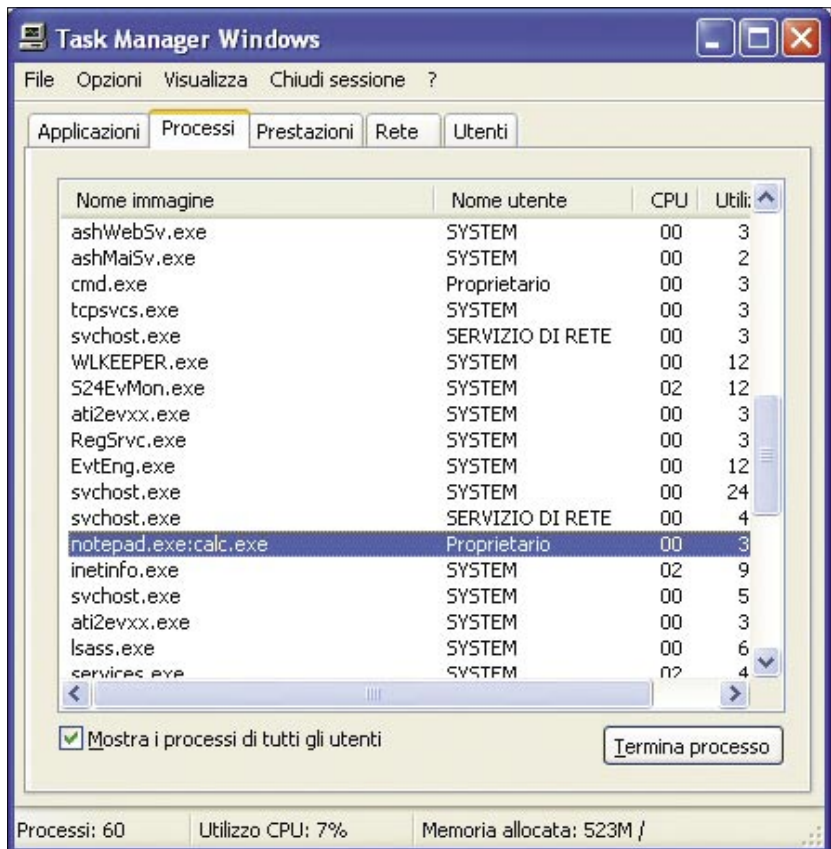 Task Manager Windows
File Opzioni Visualizza Chiudi sessione ?
Applicazioni Processi Prestazioni Rete Utenti
Nome immagine Nome utente CPU Utili:
ashWebSv.exe SYSTEM 00 3
ashMaiSv.exe SYSTEM 00 2
cmd.exe Proprietario 00 3
tcpsvcs.exe SYSTEM 00 3
svchost.exe SERVIZIO DI RETE 00 3
WLKEEPER.exe SYSTEM 00 12
S24EvMon.exe SYSTEM 02 12
ati2evxx.exe SYSTEM 00 3
RegSrvc.exe SYSTEM 00 3
EvtEng.exe SYSTEM 00 12
svchost.exe SYSTEM 00 24
svchost.exe SERVIZIO DI RETE 00 4
notepad.exe:calc.exe Proprietario 00 3
inetinfo.exe SYSTEM 02 9
svchost.exe SYSTEM 00 5
ati2evxx.exe SYSTEM 00 3
lsass.exe SYSTEM 00 6
services.exe SYSTEM 02 4
Mostra i processi di tutti gli utenti
Termina processo
Processi: 60 Utilizzo CPU: 7% Memoria allocata: 523M /